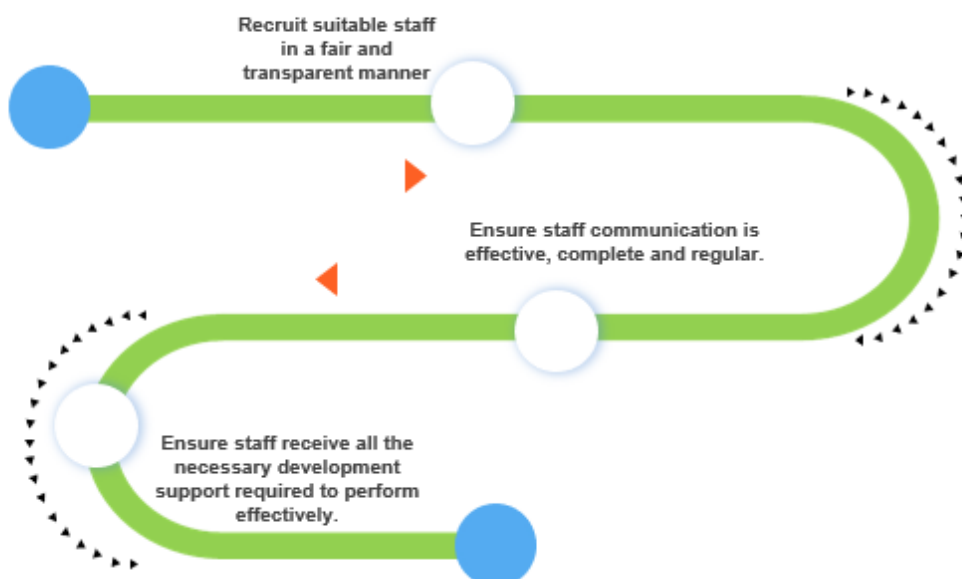 Recruit suitable staff
in a fair and
transparent manner
Ensure staff communication is
effective, complete and regular.
Ensure staff receive all the
necessary development
support required to perform
effectively.